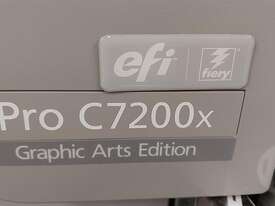 efi
fiery
Pro C7200x
Graphic Arts Edition